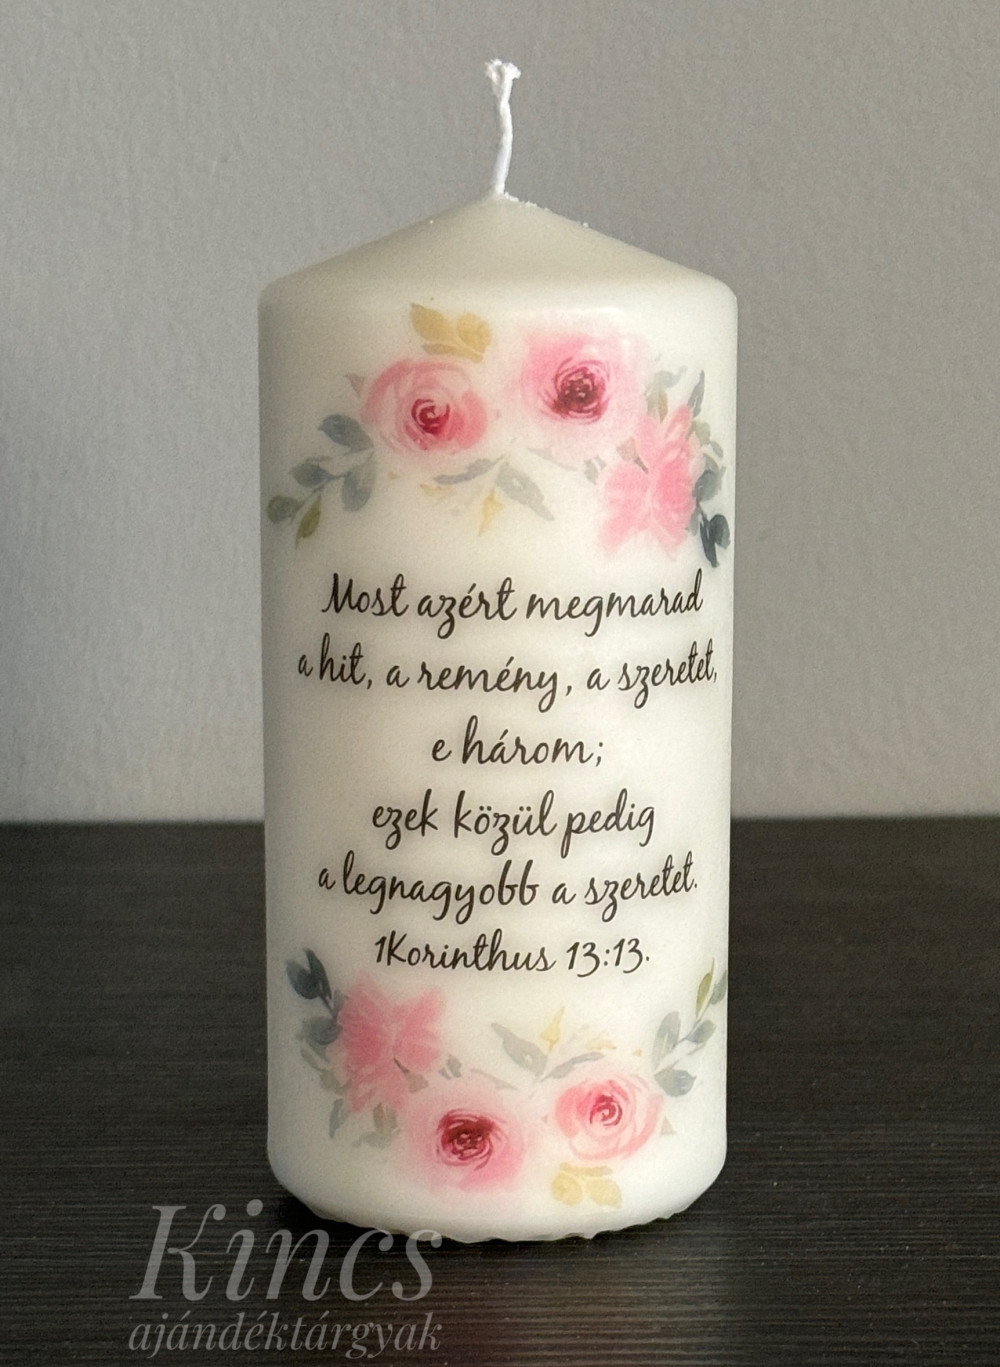 Most azért megmarad
a hit, a remény, a szeretet,
e három;
ezek közül pedig
a legnagyobb a szeretet.
1Korinthus 13:13.
Kincs
ajándéktárgyak